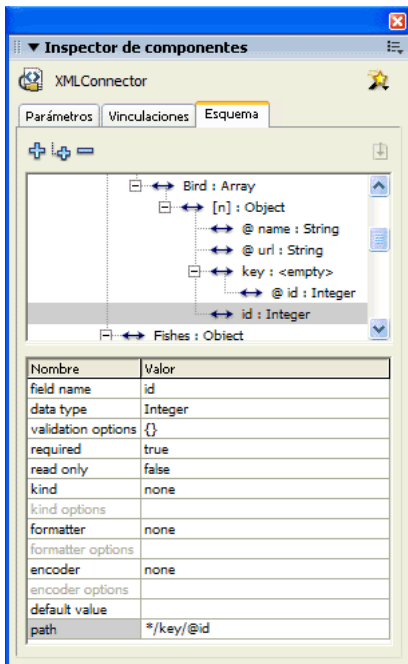 Inspector de componentes
XMLConnector
Parámetros Vinculaciones Esquema
Bird : Array
[n] : Object
@ name : String
@ url : String
key : <empty>
@ id : Integer
id : Integer
Fishes : Object
Nombre Valor
field name id
data type Integer
validation options {}
required true
read only false
kind none
kind options
formatter none
formatter options
encoder none
encoder options
default value
path */key/@id